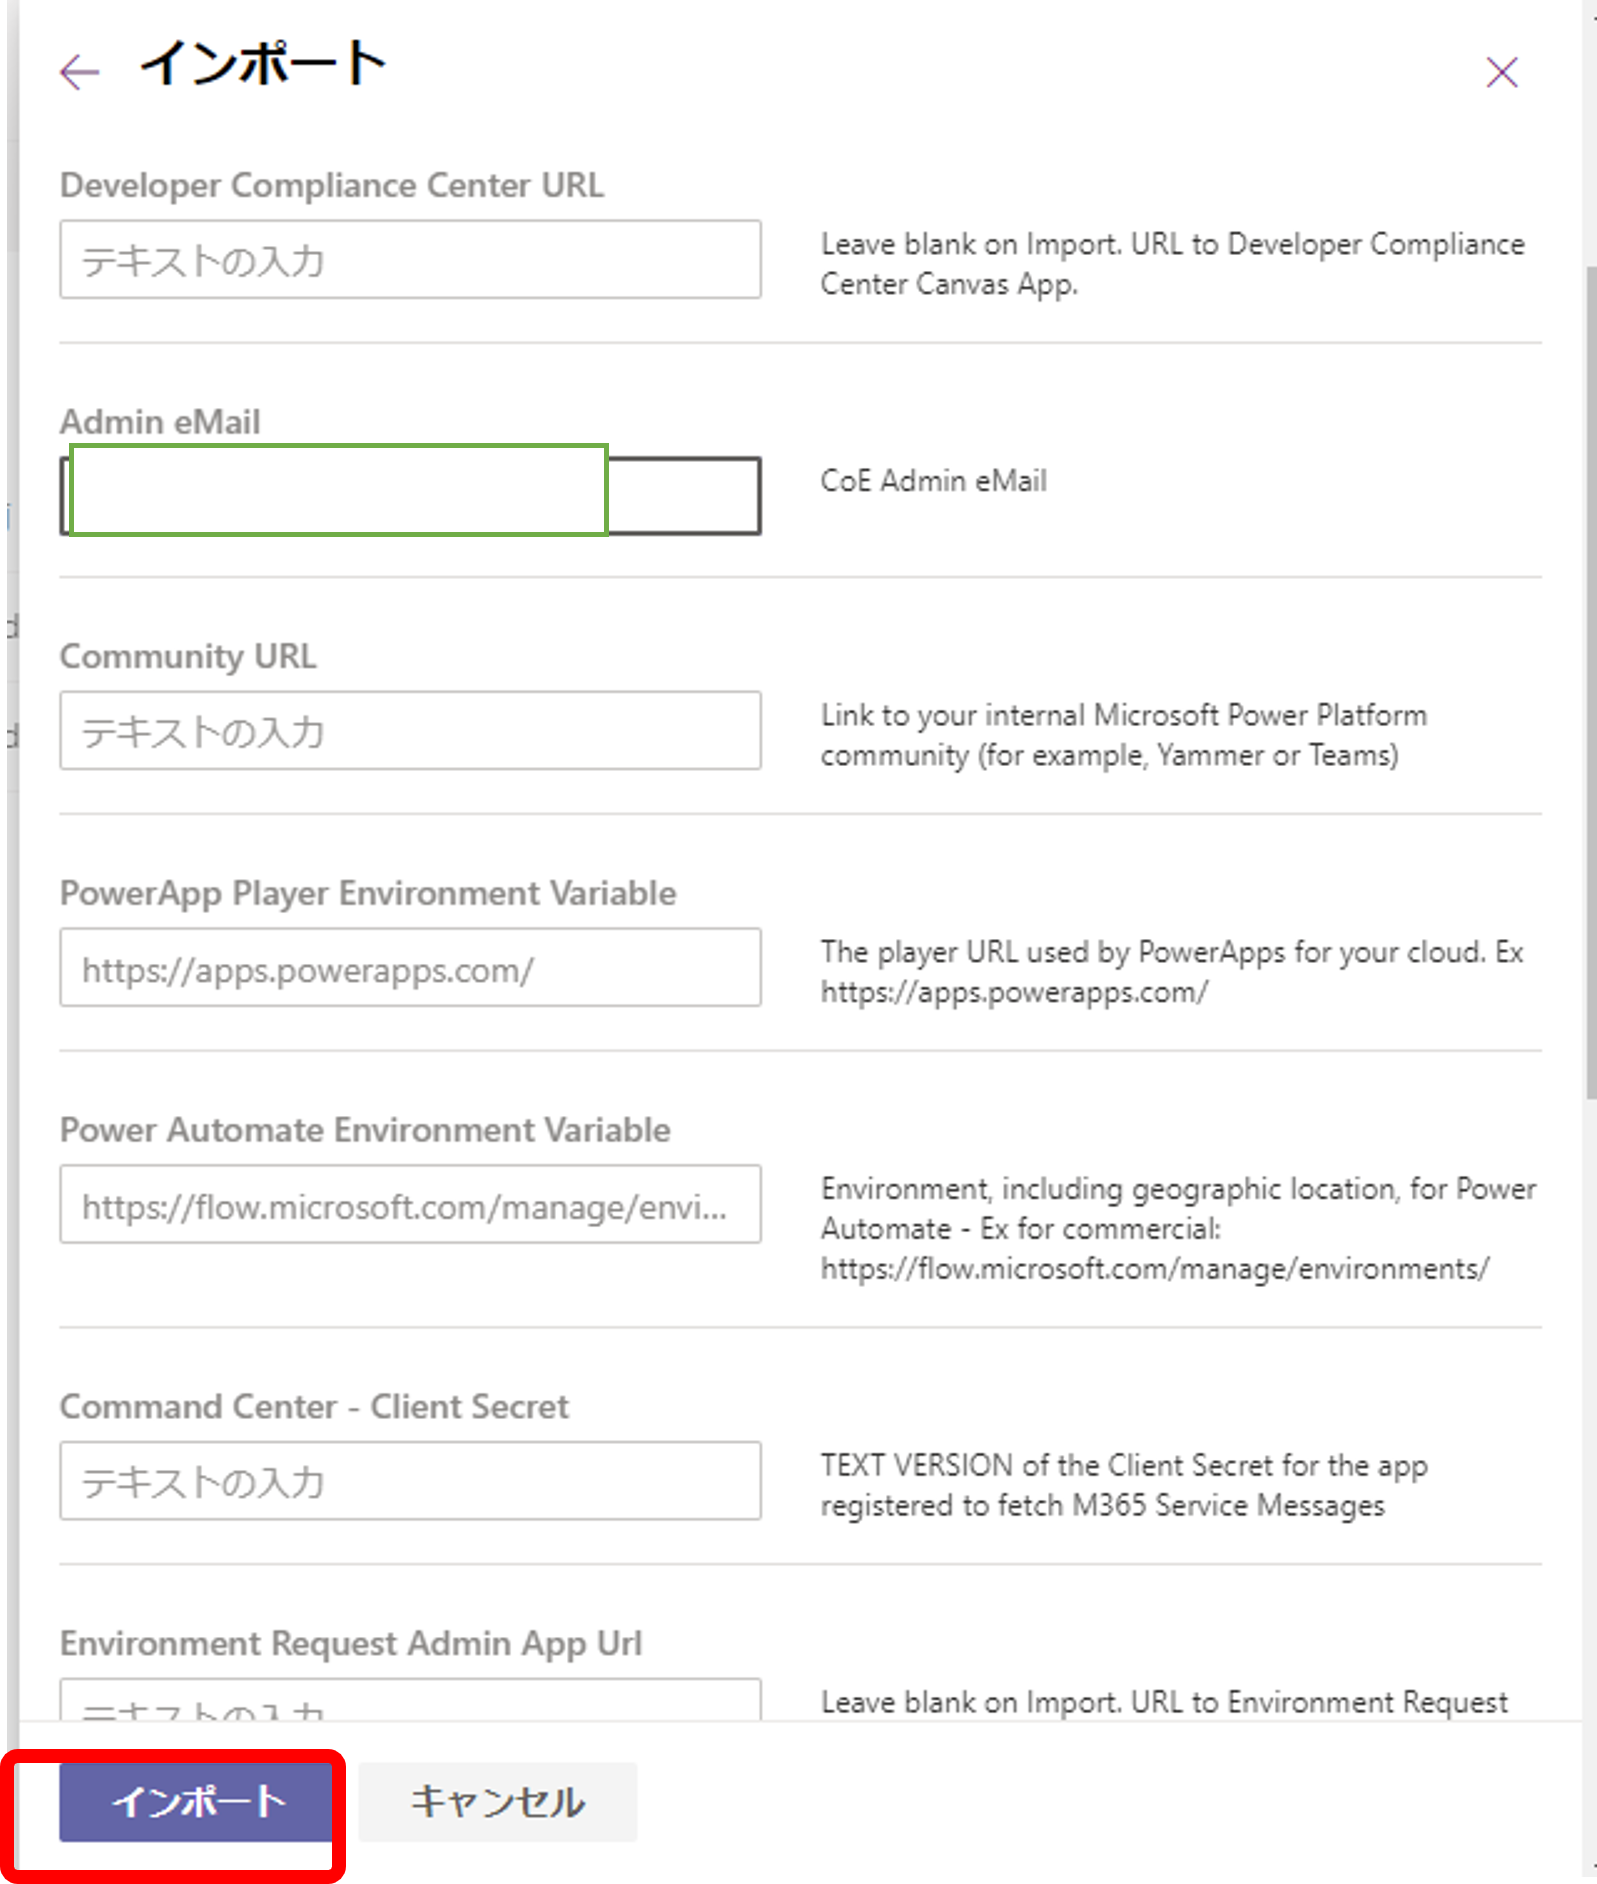 インポート
Developer Compliance Center URL
テキストの入力
Leave blank on Import. URL to Developer Compliance
Center Canvas App.
Admin eMail
CoE Admin eMail
Community URL
テキストの入力
Link to your internal Microsoft Power Platform
community (for example, Yammer or Teams)
PowerApp Player Environment Variable
https://apps.powerapps.com/
The player URL used by PowerApps for your cloud. Ex
https://apps.powerapps.com/
Power Automate Environment Variable
https://flow.microsoft.com/manage/envi...
Environment, including geographic location, for Power
Automate - Ex for commercial:
https://flow.microsoft.com/manage/environments/
Command Center - Client Secret
テキストの入力
TEXT VERSION of the Client Secret for the app
registered to fetch M365 Service Messages
Environment Request Admin App Url
テキストの入力
Leave blank on Import. URL to Environment Request
インポート
キャンセル